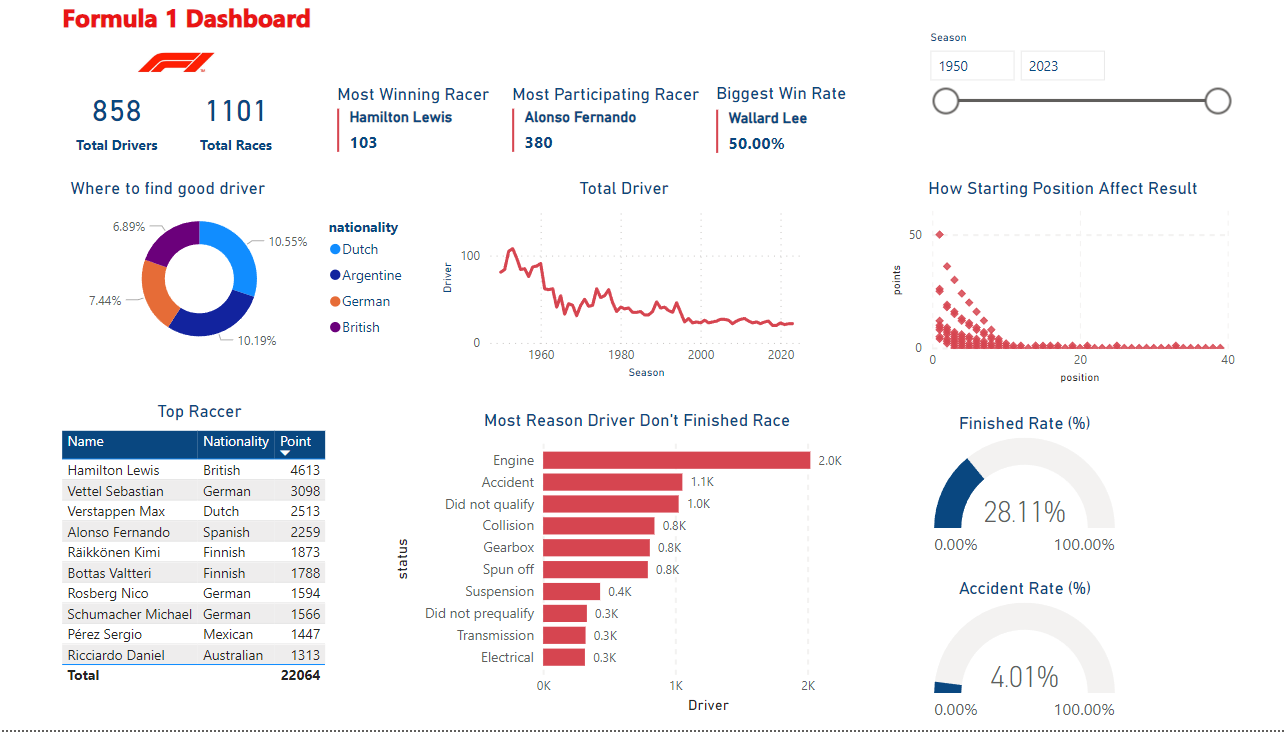 Formula 1 Dashboard
F1
858
Total Drivers
1101
Total Races
Most Winning Racer
Hamilton Lewis
103
Most Participating Racer
Alonso Fernando
380
Biggest Win Rate
Wallard Lee
50.00%
Season
1950 2023
Where to find good driver
6.89%
10.55%
7.44%
10.19%
nationality
Dutch
Argentine
German
British
Total Driver
Driver
100
0
1960 1980 2000 2020
Season
How Starting Position Affect Result
points
50
0
0 20 40
position
Top Raccer
Name Nationality Point
Hamilton Lewis British 4613
Vettel Sebastian German 3098
Verstappen Max Dutch 2513
Alonso Fernando Spanish 2259
Räikkönen Kimi Finnish 1873
Bottas Valtteri Finnish 1788
Rosberg Nico German 1594
Schumacher Michael German 1566
Pérez Sergio Mexican 1447
Ricciardo Daniel Australian 1313
Total 22064
Most Reason Driver Don't Finished Race
status
Engine 2.0K
Accident 1.1K
Did not qualify 1.0K
Collision 0.8K
Gearbox 0.8K
Spun off 0.8K
Suspension 0.4K
Did not prequalify 0.3K
Transmission 0.3K
Electrical 0.3K
0K 1K 2K
Driver
Finished Rate (%)
28.11%
0.00% 100.00%
Accident Rate (%)
4.01%
0.00% 100.00%